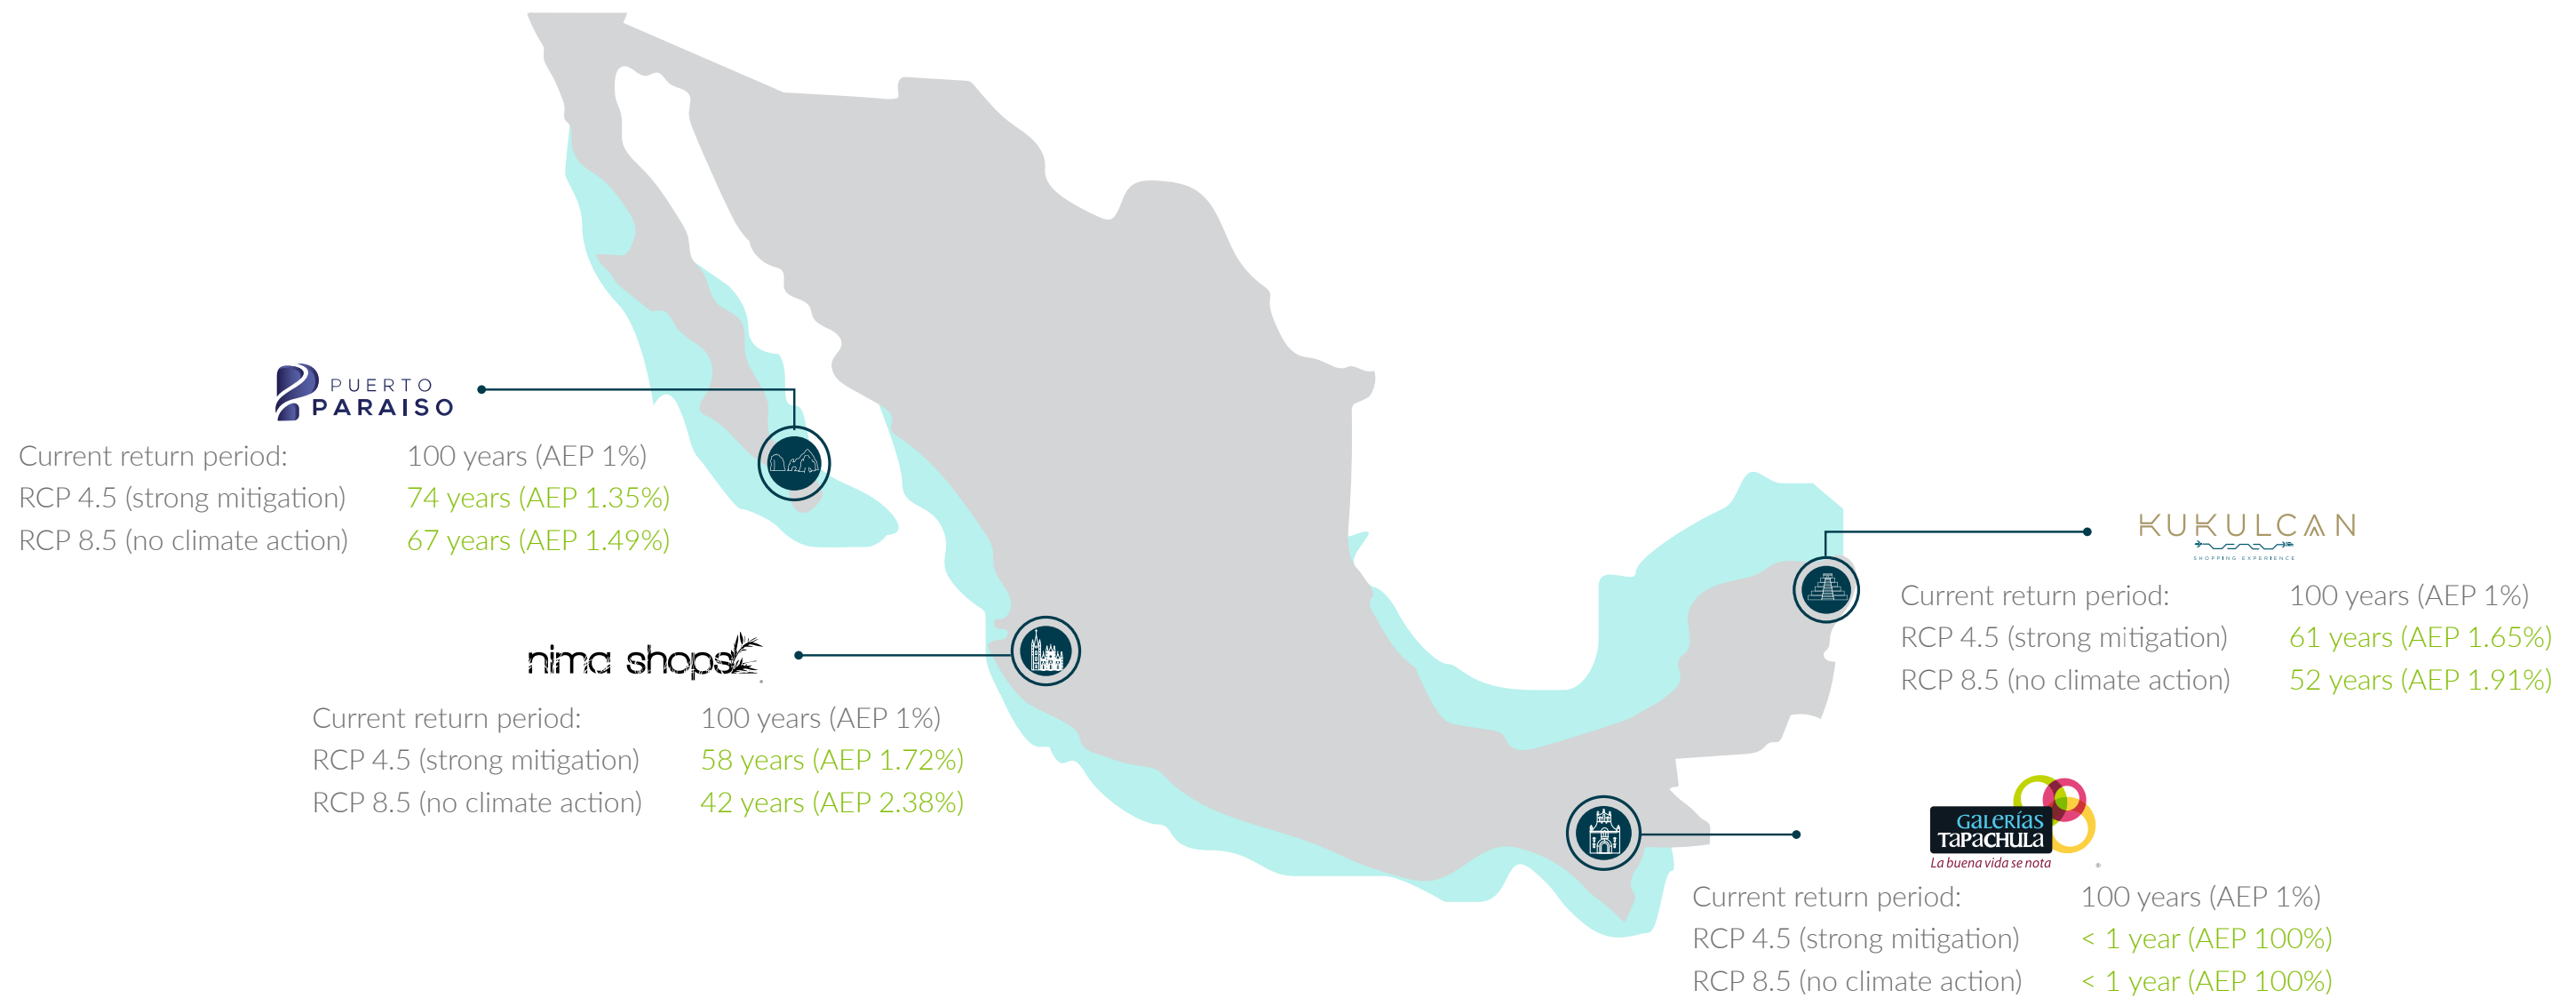 PUERTO
PARAISO
Current return period: 100 years (AEP 1%)
RCP 4.5 (strong mitigation) 74 years (AEP 1.35%)
RCP 8.5 (no climate action) 67 years (AEP 1.49%)
KUKULCAN
SHOPPING EXPERIENCE
Current return period: 100 years (AEP 1%)
RCP 4.5 (strong mitigation) 61 years (AEP 1.65%)
RCP 8.5 (no climate action) 52 years (AEP 1.91%)
nima shops
Current return period: 100 years (AEP 1%)
RCP 4.5 (strong mitigation) 58 years (AEP 1.72%)
RCP 8.5 (no climate action) 42 years (AEP 2.38%)
GALERÍAS
TAPACHULA
La buena vida se nota
Current return period: 100 years (AEP 1%)
RCP 4.5 (strong mitigation) < 1 year (AEP 100%)
RCP 8.5 (no climate action) < 1 year (AEP 100%)